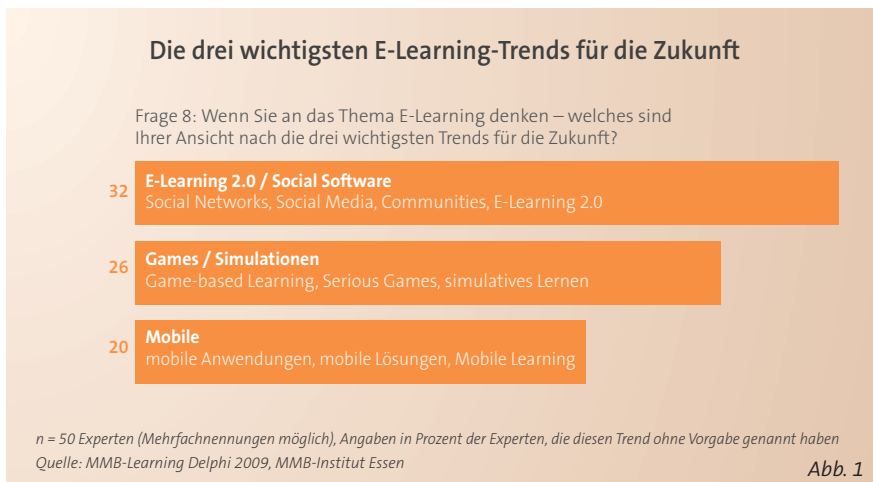 Die drei wichtigsten E-Learning-Trends für die Zukunft
Frage 8: Wenn Sie an das Thema E-Learning denken – welches sind
Ihrer Ansicht nach die drei wichtigsten Trends für die Zukunft?
32
E-Learning 2.0 / Social Software
Social Networks, Social Media, Communities, E-Learning 2.0
26
Games / Simulationen
Game-based Learning, Serious Games, simulatives Lernen
20
Mobile
mobile Anwendungen, mobile Lösungen, Mobile Learning
n = 50 Experten (Mehrfachnennungen möglich), Angaben in Prozent der Experten, die diesen Trend ohne Vorgabe genannt haben
Quelle: MMB-Learning Delphi 2009, MMB-Institut Essen
Abb. 1